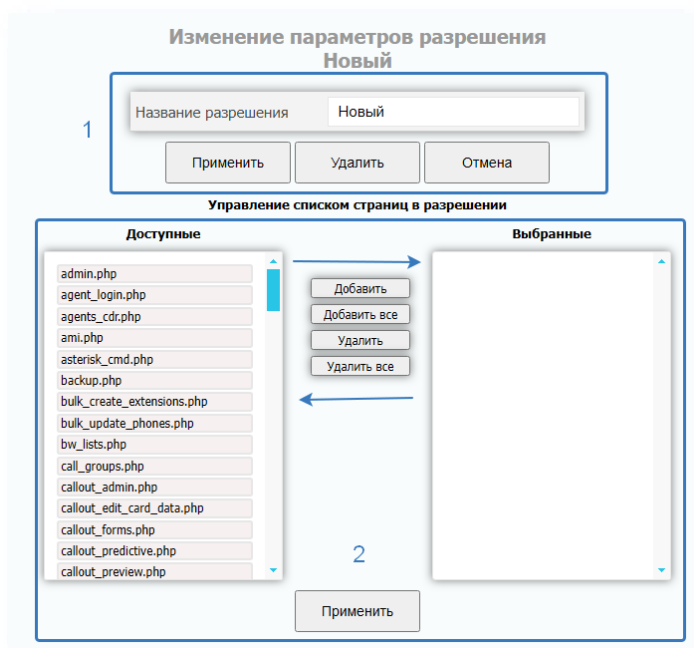 Изменение параметров разрешения
Новый
1
Название разрешения Новый
Применить Удалить Отмена
Управление списком страниц в разрешении
Доступные Выбранные
admin.php
agent_login.php
agents_cdr.php
ami.php
asterisk_cmd.php
backup.php
bulk_create_extensions.php
bulk_update_phones.php
bw_lists.php
call_groups.php
callout_admin.php
callout_edit_card_data.php
callout_forms.php
callout_predictive.php
callout_preview.php
Добавить
Добавить все
Удалить
Удалить все
2
Применить